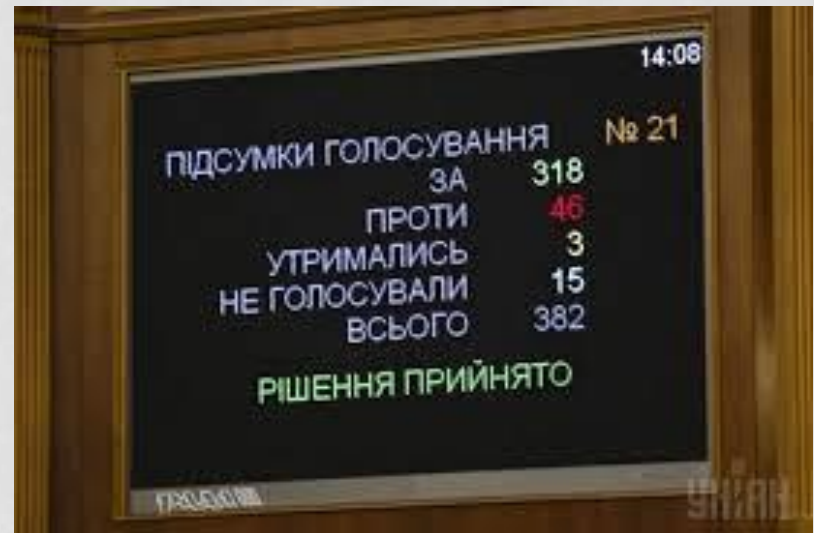 14:08
ПІДСУМКИ ГОЛОСУВАННЯ № 21
ЗА 318
ПРОТИ 46
УТРИМАЛИСЬ 3
НЕ ГОЛОСУВАЛИ 15
ВСЬОГО 382
РІШЕННЯ ПРИЙНЯТО
УНІАН